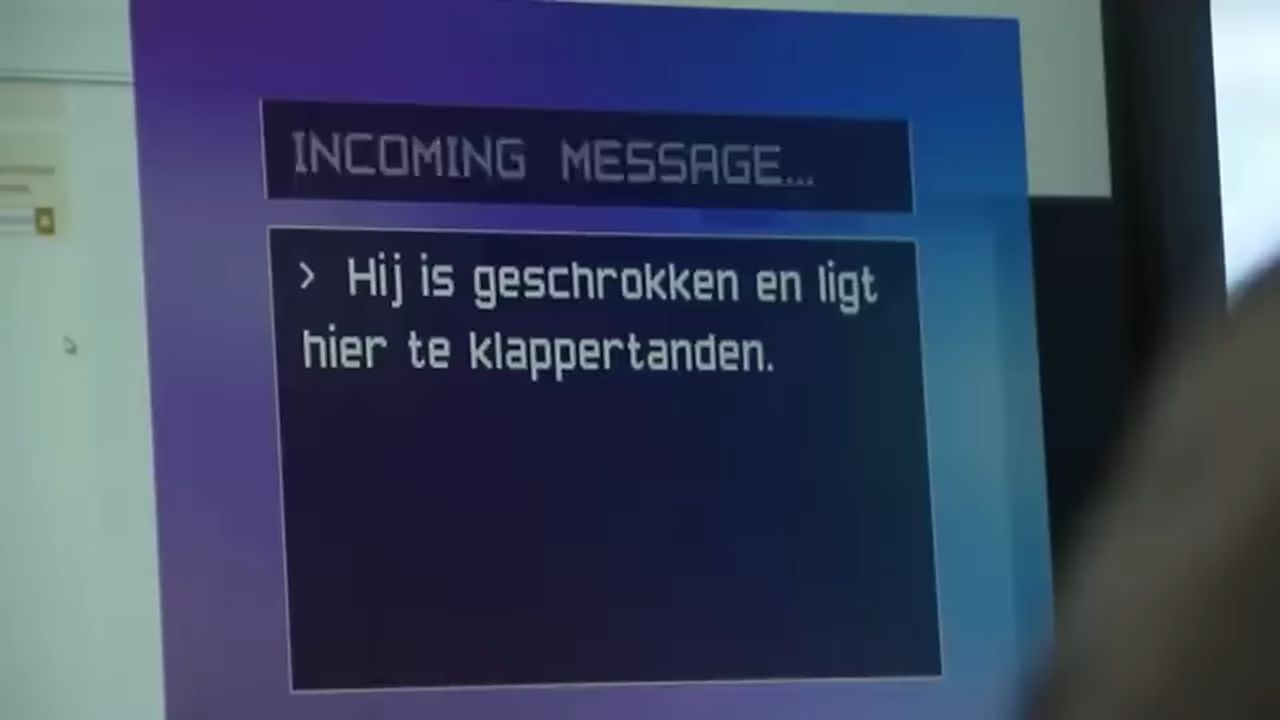 INCOMING MESSAGE...
> Hij is geschrokken en ligt
hier te klappertanden.